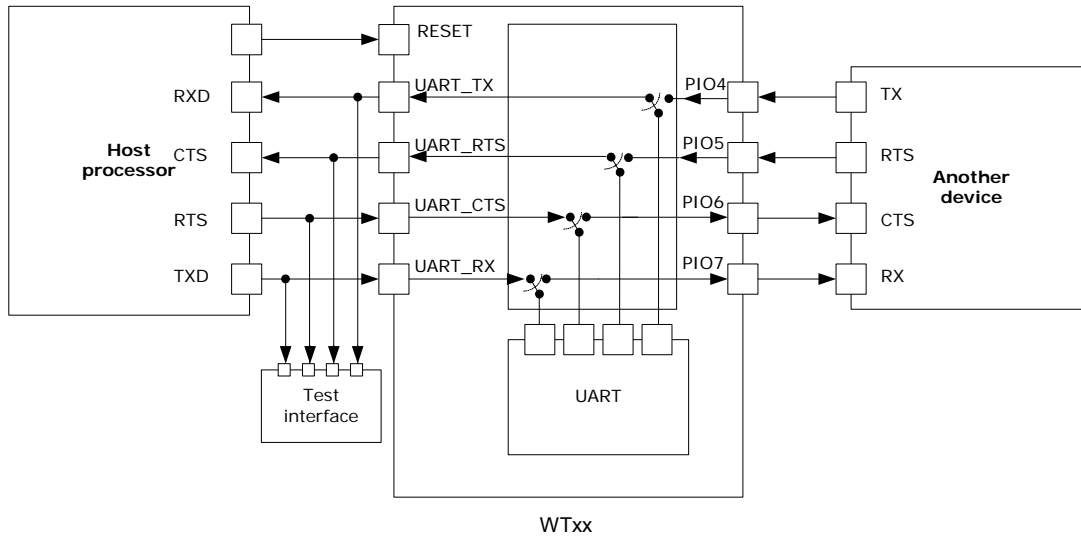 RESET
RXD
UART_TX
PIO4
TX
Host
processor
CTS
UART_RTS
PIO5
RTS
Another
device
RTS
UART_CTS
PIO6
CTS
TXD
UART_RX
PIO7
RX
Test
interface
UART
WTxx